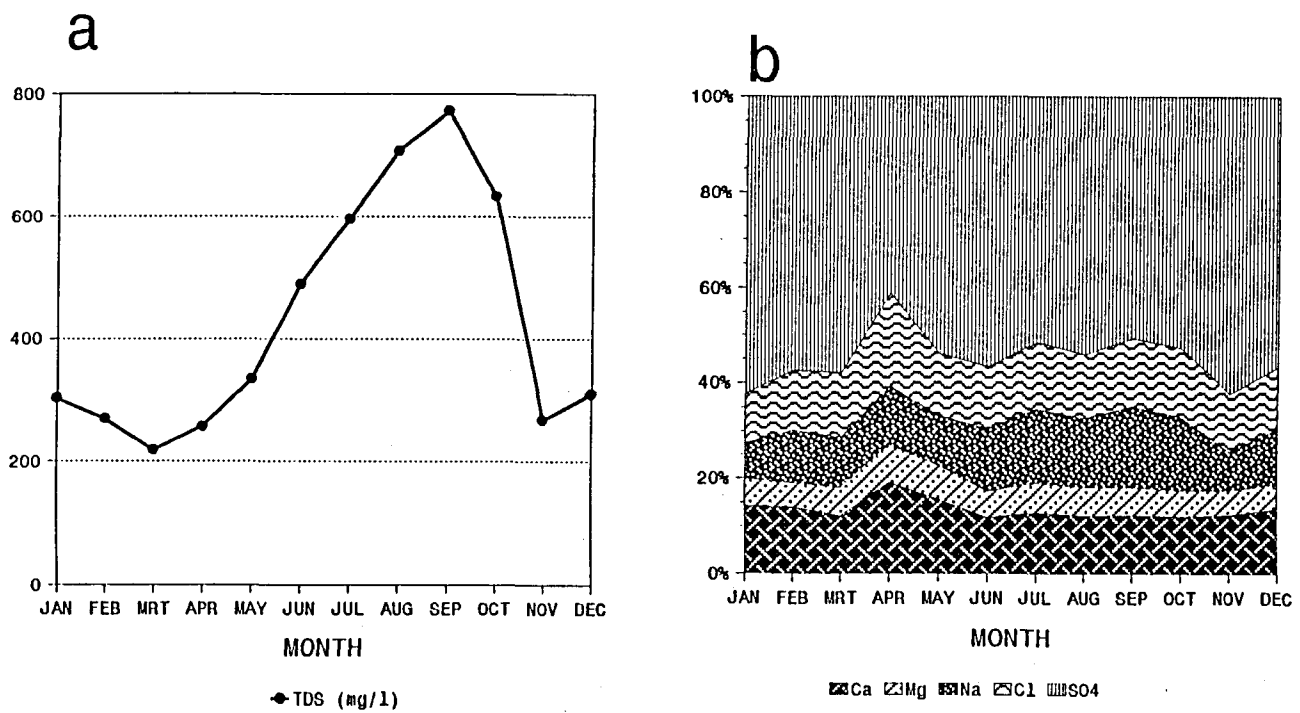 a
800
600
400
200
0
JAN FEB MRT APR MAY JUN JUL AUG SEP OCT NOV DEC
MONTH
TDS (mg/l)
b
100%
80%
60%
40%
20%
0%
JAN FEB MRT APR MAY JUN JUL AUG SEP OCT NOV DEC
MONTH
Ca Mg Na Cl SO4